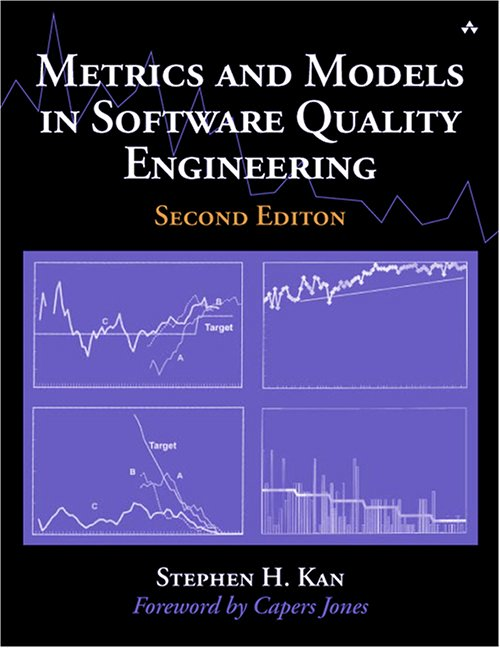 METRICS AND MODELS
IN SOFTWARE QUALITY
ENGINEERING
SECOND EDITON
C
B
Target
A
Target
B
A
C
STEPHEN H. KAN
Foreword by Capers Jones